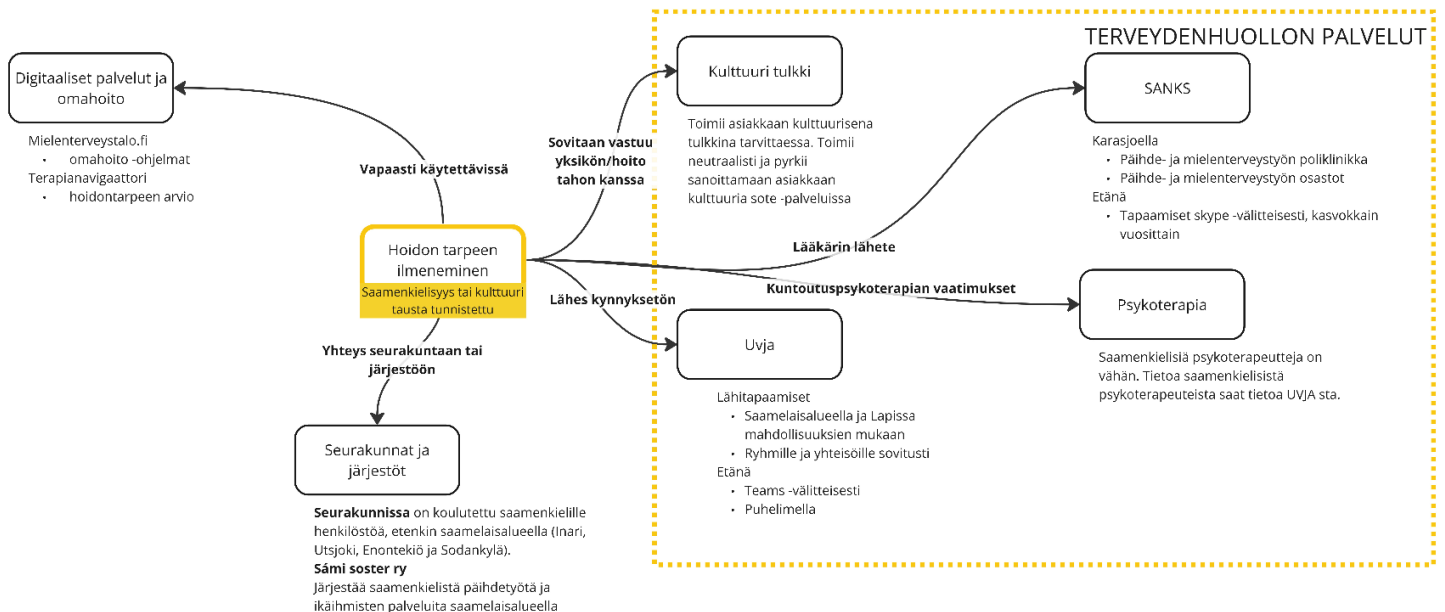 TERVEYDENHUOLLON PALVELUT
Digitaaliset palvelut ja
omahoito
Mielenterveystalo.fi
• omahoito -ohjelmat
Terapianavigaattori
• hoidontarpeen arvio
Vapaasti käytettävissä
Hoidon tarpeen
ilmeneminen
Saamenkielisyys tai kulttuuri
tausta tunnistettu
Yhteys seurakuntaan tai
järjestöön
Seurakunnat ja
järjestöt
Seurakunnissa on koulutettu saamenkielille
henkilöstöä, etenkin saamelaisalueella (Inari,
Utsjoki, Enontekiö ja Sodankylä).
Sámi soster ry
Järjestää saamenkielistä päihdetyötä ja
ikäihmisten palveluita saamelaisalueella
Sovitaan vastuu
yksikön/hoito
tahon kanssa
Kulttuuri tulkki
Toimii asiakkaan kulttuurisena
tulkkina tarvittaessa. Toimii
neutraalisti ja pyrkii
sanoittamaan asiakkaan
kulttuuria sote -palveluissa
Lähes kynnyksetön
Uvja
Lähitapaamiset
• Saamelaisalueella ja Lapissa
mahdollisuuksien mukaan
• Ryhmille ja yhteisöille sovitusti
Etänä
• Teams -välitteisesti
• Puhelimella
Lääkärin lähete
SANKS
Karasjoella
• Päihde- ja mielenterveystyön poliklinikka
• Päihde- ja mielenterveystyön osastot
Etänä
• Tapaamiset skype -välitteisesti, kasvokkain
vuosittain
Kuntoutuspsykoterapian vaatimukset
Psykoterapia
Saamenkielisiä psykoterapeutteja on
vähän. Tietoa saamenkielisistä
psykoterapeuteista saat tietoa UVJA sta.